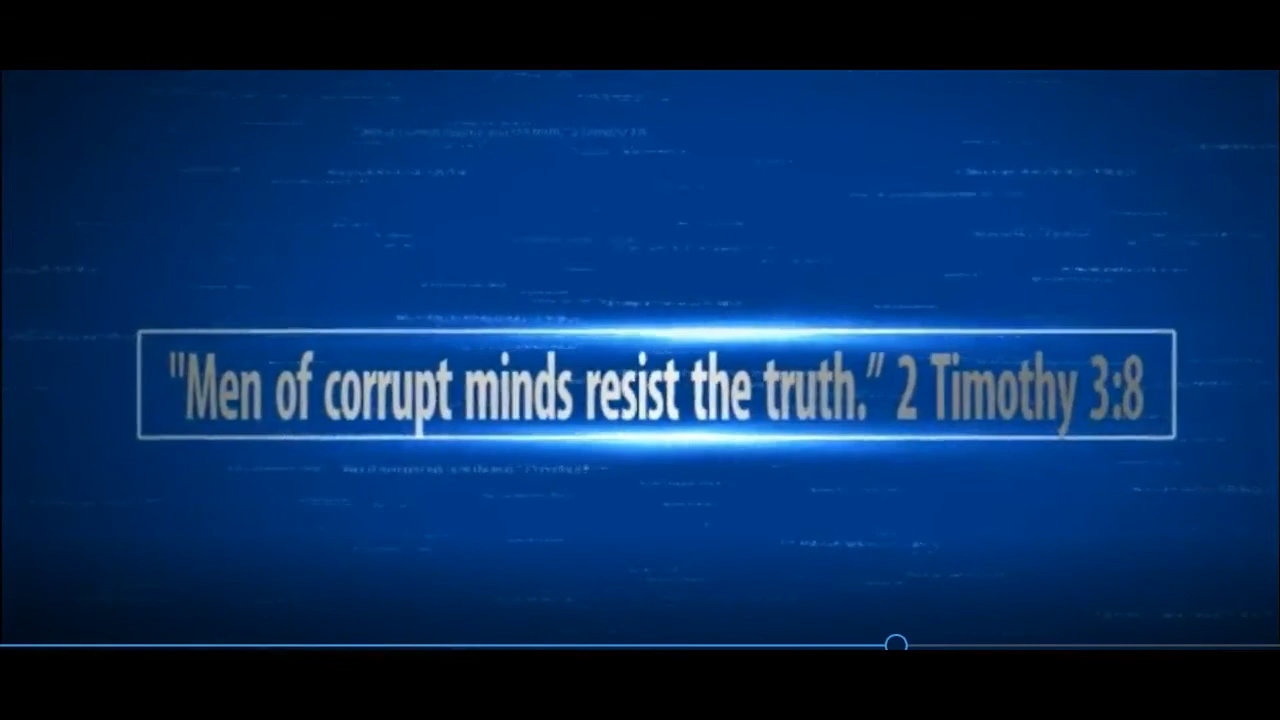 "Men of corrupt minds resist the truth.” 2 Timothy 3:8